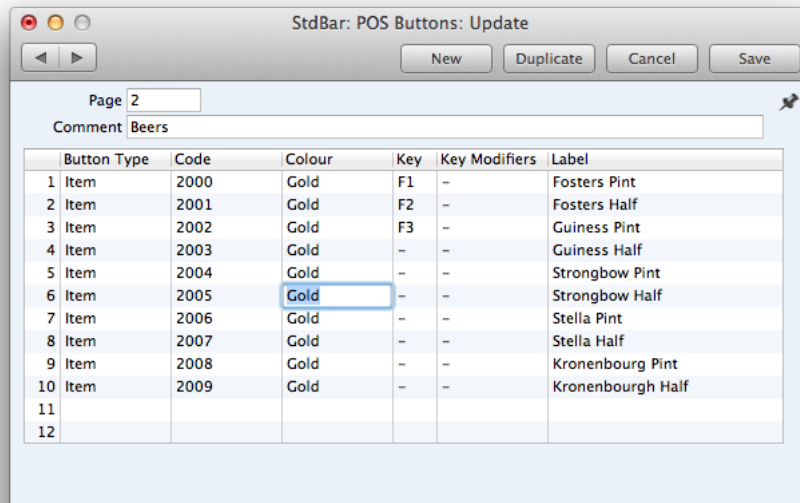 StdBar: POS Buttons: Update
New Duplicate Cancel Save
Page 2
Comment Beers
Button Type Code Colour Key Key Modifiers Label
1 Item 2000 Gold F1 – Fosters Pint
2 Item 2001 Gold F2 – Fosters Half
3 Item 2002 Gold F3 – Guiness Pint
4 Item 2003 Gold – – Guiness Half
5 Item 2004 Gold – – Strongbow Pint
6 Item 2005 Gold – – Strongbow Half
7 Item 2006 Gold – – Stella Pint
8 Item 2007 Gold – – Stella Half
9 Item 2008 Gold – – Kronenbourg Pint
10 Item 2009 Gold – – Kronenbourgh Half
11
12